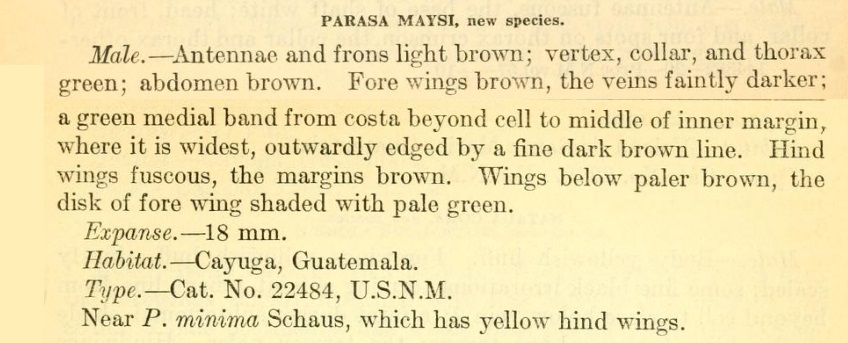 PARASA MAYSI, new species.
Male.—Antennae and frons light brown; vertex, collar, and thorax
green; abdomen brown. Fore wings brown, the veins faintly darker;
a green medial band from costa beyond cell to middle of inner margin,
where it is widest, outwardly edged by a fine dark brown line. Hind
wings fuscous, the margins brown. Wings below paler brown, the
disk of fore wing shaded with pale green.
Expanse.—18 mm.
Habitat.—Cayuga, Guatemala.
Type.—Cat. No. 22484, U.S.N.M.
Near P. minima Schaus, which has yellow hind wings.